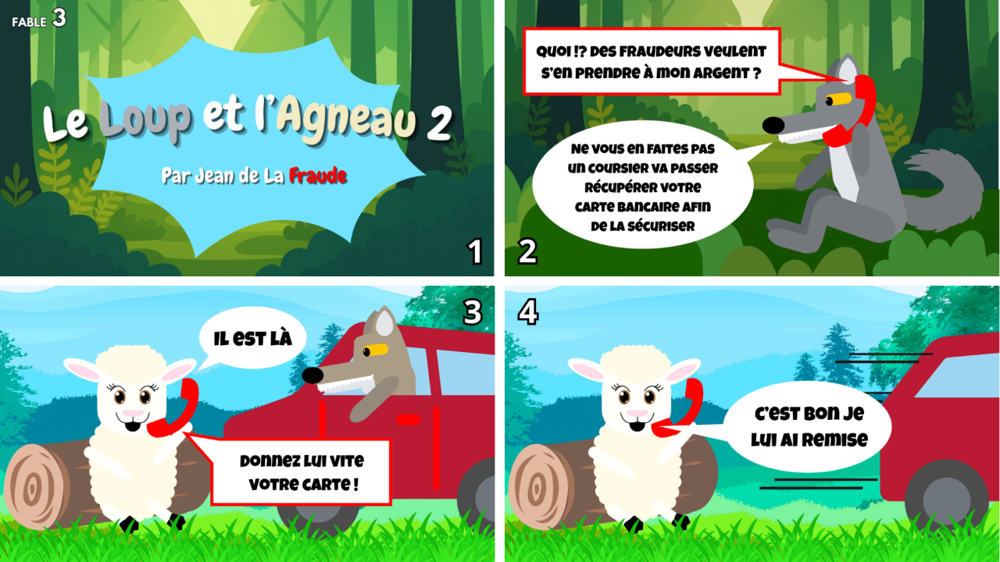 FABLE 3
Le Loup et l'Agneau 2
Par Jean de La Fraude
1
QUOI !? DES FRAUDEURS VEULENT
S'EN PRENDRE À MON ARGENT ?
NE VOUS EN FAITES PAS
UN COURSIER VA PASSER
RÉCUPÉRER VOTRE
CARTE BANCAIRE AFIN
DE LA SÉCURISER
2
3
IL EST LÀ
DONNEZ LUI VITE
VOTRE CARTE !
4
C'EST BON JE
LUI AI REMISE